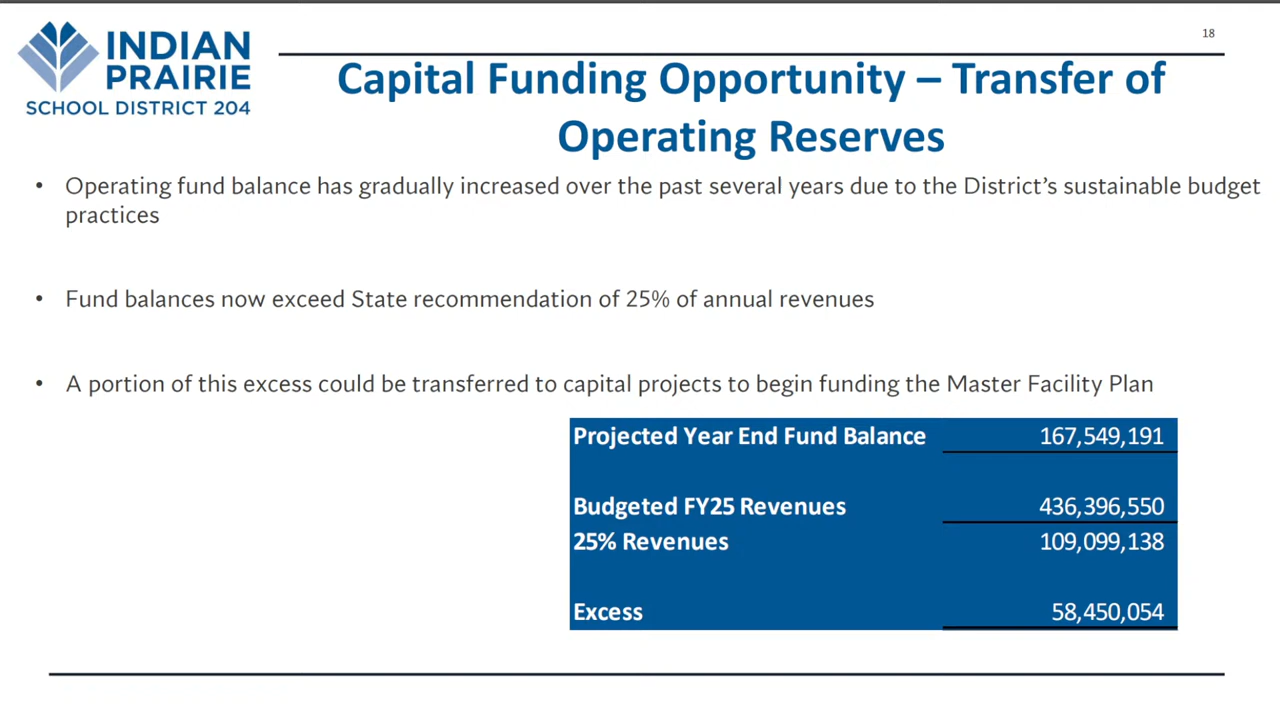 18
INDIAN
PRAIRIE
SCHOOL DISTRICT 204
Capital Funding Opportunity – Transfer of
Operating Reserves
• Operating fund balance has gradually increased over the past several years due to the District’s sustainable budget
practices
• Fund balances now exceed State recommendation of 25% of annual revenues
• A portion of this excess could be transferred to capital projects to begin funding the Master Facility Plan
Projected Year End Fund Balance 167,549,191
Budgeted FY25 Revenues 436,396,550
25% Revenues 109,099,138
Excess 58,450,054